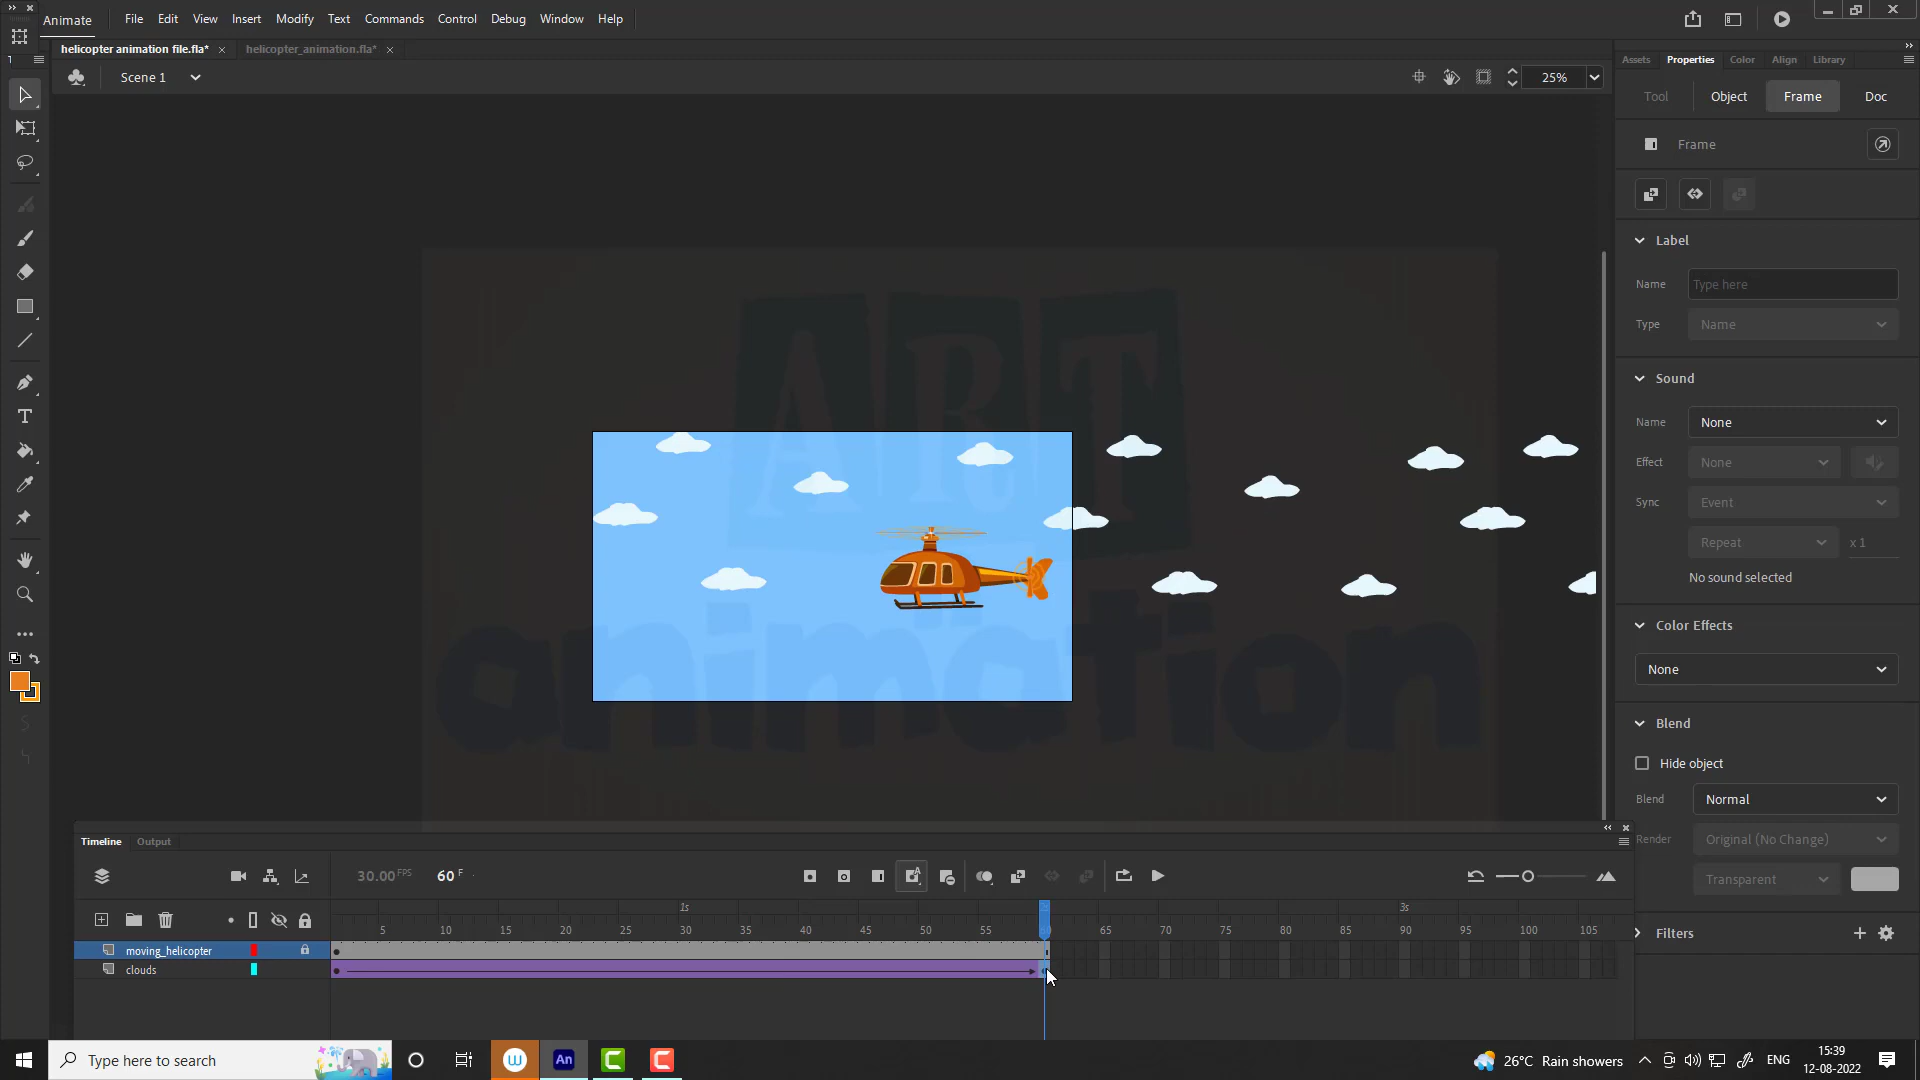 Animate File Edit View Insert Modify Text Commands Control Debug Window Help
helicopter animation file.fla* helicopter_animation.fla*
Scene 1 25%
Assets Properties Color Align Library
Tool Object Frame Doc
Frame
Label
Name Type here
Type Name
Sound
Name None
Effect None
Sync Event
Repeat x 1
No sound selected
Color Effects
None
Blend
Hide object
Blend Normal
Render Original (No Change)
Transparent
Filters
ART
animation
Timeline Output
30.00 FPS 60 F
1s 3s
5 10 15 20 25 30 35 40 45 50 55 60 65 70 75 80 85 90 95 100 105
moving_helicopter
clouds
Type here to search
An
26°C Rain showers
ENG
15:39
12-08-2022